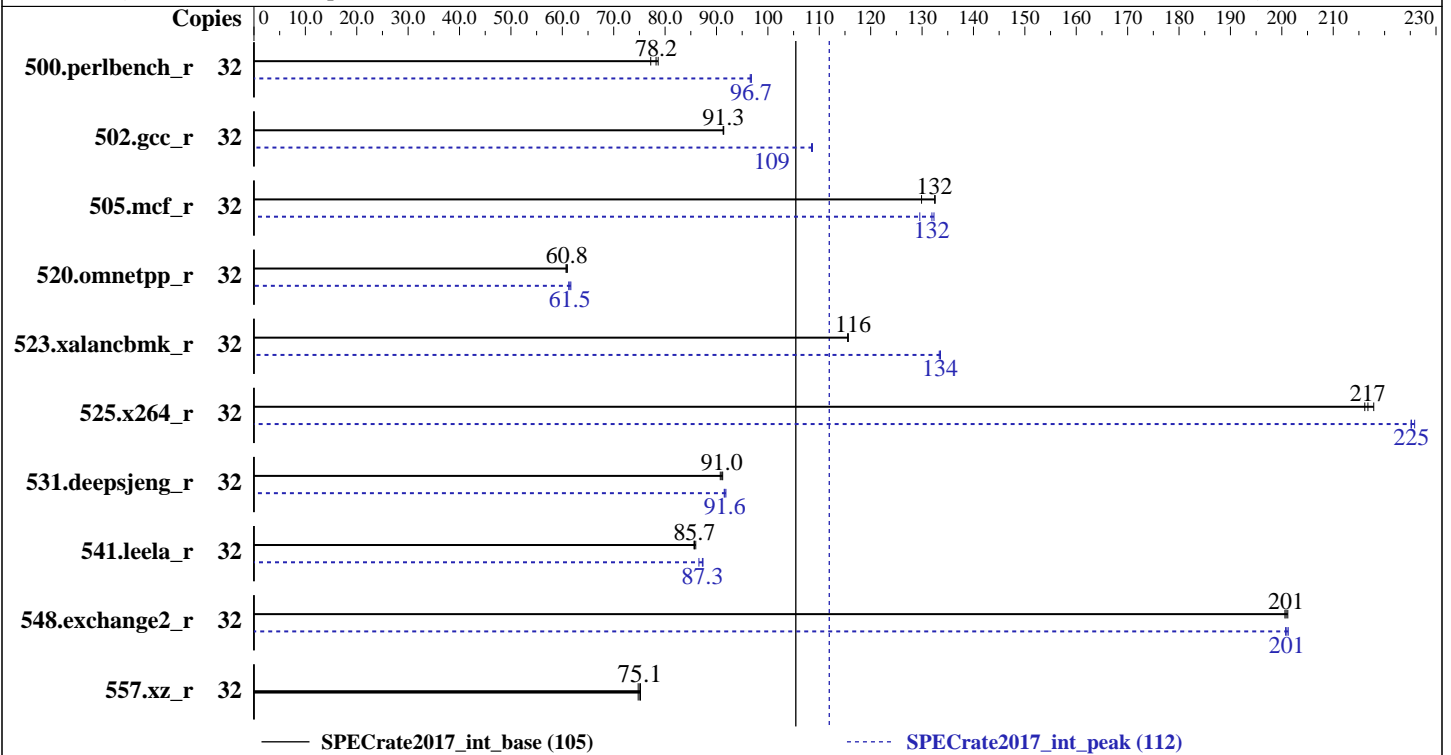 Copies 0 10.0 20.0 30.0 40.0 50.0 60.0 70.0 80.0 90.0 100 110 120 130 140 150 160 170 180 190 200 210 230
78.2
500.perlbench_r 32
96.7
91.3
502.gcc_r 32
109
132
505.mcf_r 32
132
60.8
520.omnetpp_r 32
61.5
116
523.xalancbmk_r 32
134
217
525.x264_r 32
225
91.0
531.deepsjeng_r 32
91.6
85.7
541.leela_r 32
87.3
201
548.exchange2_r 32
201
75.1
557.xz_r 32
SPECrate2017_int_base (105) SPECrate2017_int_peak (112)